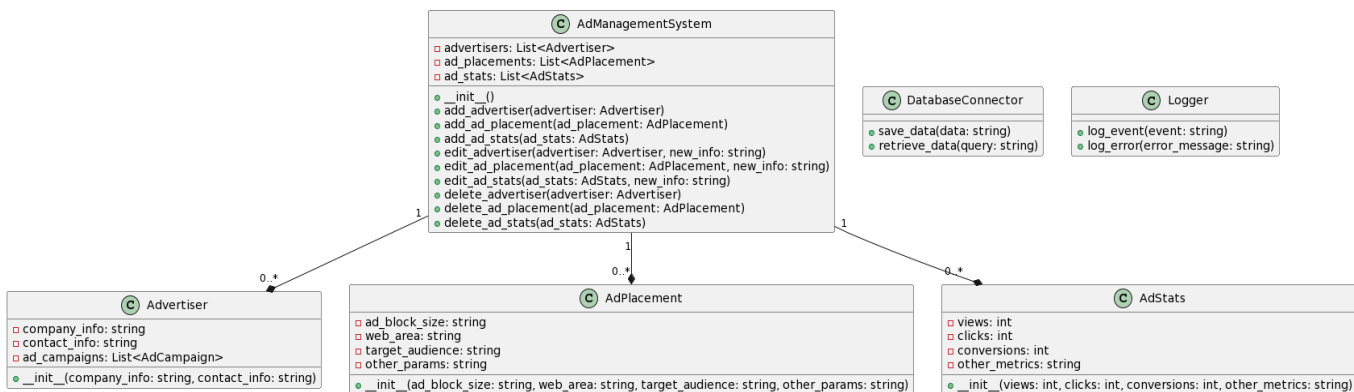 C AdManagementSystem
advertisers: List<Advertiser>
ad_placements: List<AdPlacement>
ad_stats: List<AdStats>
__init__()
add_advertiser(advertiser: Advertiser)
add_ad_placement(ad_placement: AdPlacement)
add_ad_stats(ad_stats: AdStats)
edit_advertiser(advertiser: Advertiser, new_info: string)
edit_ad_placement(ad_placement: AdPlacement, new_info: string)
edit_ad_stats(ad_stats: AdStats, new_info: string)
delete_advertiser(advertiser: Advertiser)
delete_ad_placement(ad_placement: AdPlacement)
delete_ad_stats(ad_stats: AdStats)
C DatabaseConnector
save_data(data: string)
retrieve_data(query: string)
C Logger
log_event(event: string)
log_error(error_message: string)
1
1
1
0..*
0..*
0..*
C Advertiser
company_info: string
contact_info: string
ad_campaigns: List<AdCampaign>
__init__(company_info: string, contact_info: string)
C AdPlacement
ad_block_size: string
web_area: string
target_audience: string
other_params: string
__init__(ad_block_size: string, web_area: string, target_audience: string, other_params: string)
C AdStats
views: int
clicks: int
conversions: int
other_metrics: string
__init__(views: int, clicks: int, conversions: int, other_metrics: string)